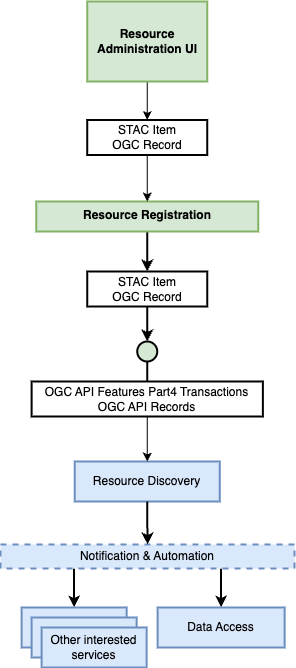 Resource
Administration UI
STAC Item
OGC Record
Resource Registration
STAC Item
OGC Record
OGC API Features Part4 Transactions
OGC API Records
Resource Discovery
Notification & Automation
Other interested
services
Data Access